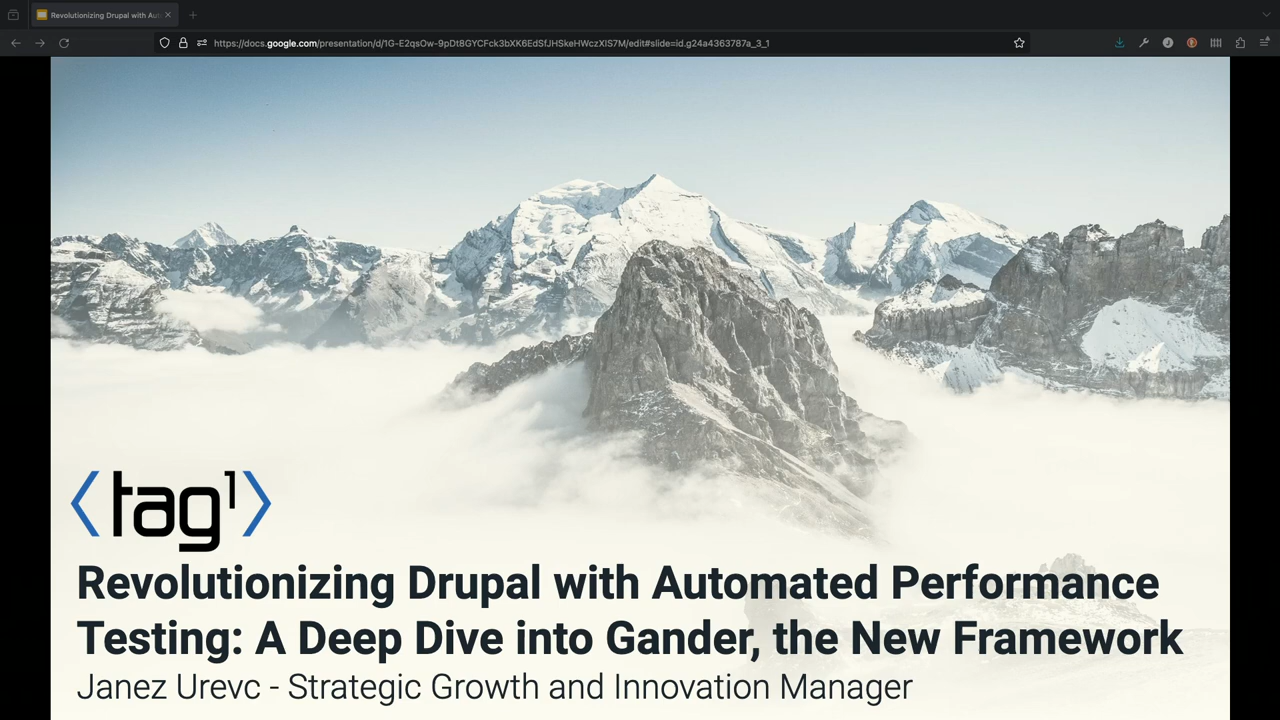 Revolutionizing Drupal with Aut
https://docs.google.com/presentation/d/1G-E2qsOw-9pDt8GYCFck3bXK6EdSfJHSkeHWczXIS7M/edit#slide=id.g24a4363787a_3_1
tag1
Revolutionizing Drupal with Automated Performance
Testing: A Deep Dive into Gander, the New Framework
Janez Urevc - Strategic Growth and Innovation Manager